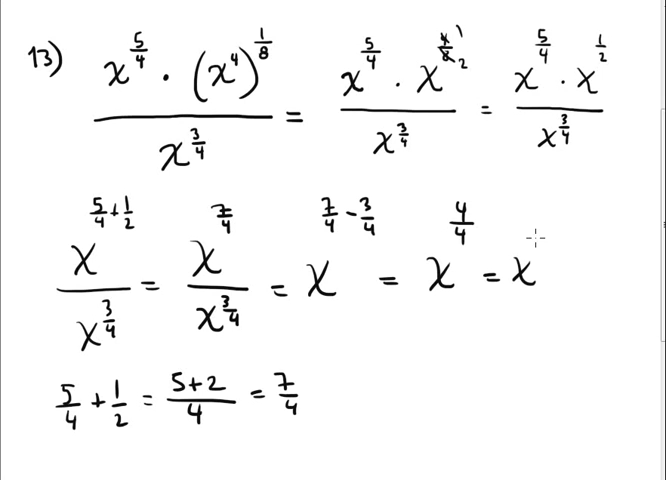 13) x^{5/4} · (x^4)^{1/8} / x^{3/4} = x^{5/4} · x^{4/8 1/2} / x^{3/4} = x^{5/4} · x^{1/2} / x^{3/4}
x^{5/4 + 1/2} / x^{3/4} = x^{7/4} / x^{3/4} = x^{7/4 - 3/4} = x^{4/4} = x
5/4 + 1/2 = 5+2/4 = 7/4